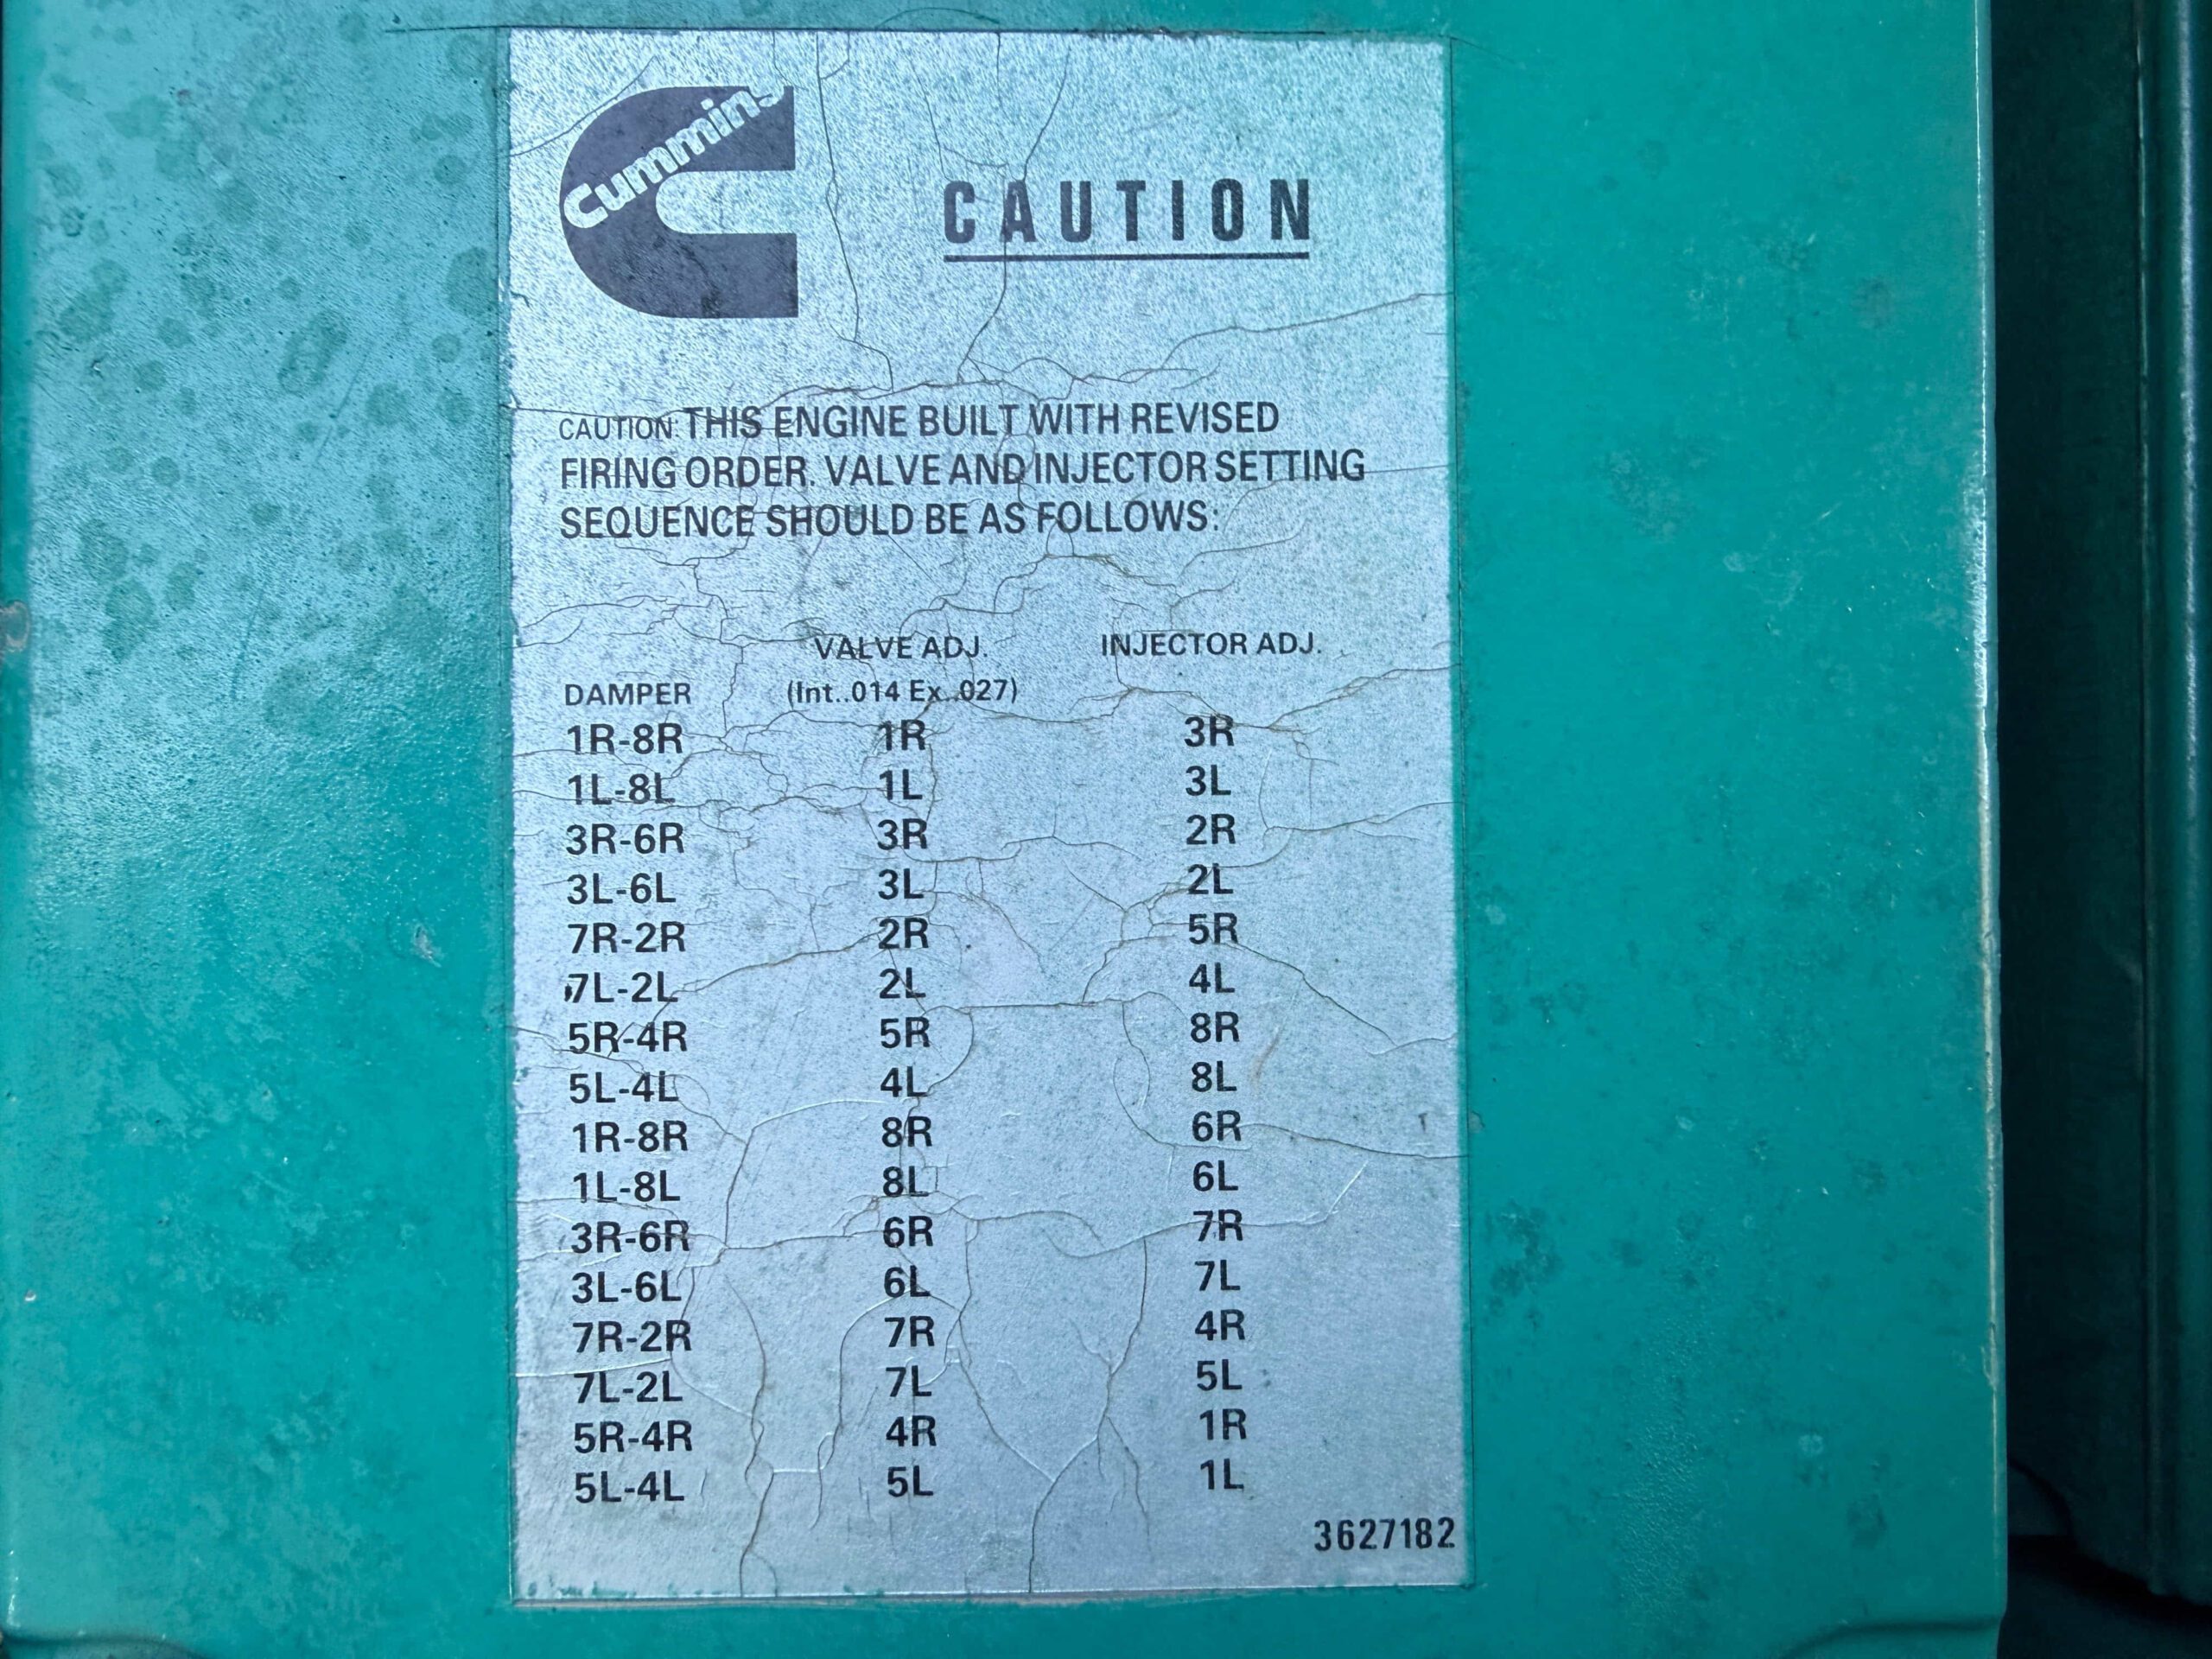 Cummins
CAUTION
CAUTION: THIS ENGINE BUILT WITH REVISED
FIRING ORDER. VALVE AND INJECTOR SETTING
SEQUENCE SHOULD BE AS FOLLOWS:
VALVE ADJ. INJECTOR ADJ.
DAMPER (Int..014 Ex..027)
1R-8R 1R 3R
1L-8L 1L 3L
3R-6R 3R 2R
3L-6L 3L 2L
7R-2R 2R 5R
7L-2L 2L 4L
5R-4R 5R 8R
5L-4L 4L 8L
1R-8R 8R 6R
1L-8L 8L 6L
3R-6R 6R 7R
3L-6L 6L 7L
7R-2R 7R 4R
7L-2L 7L 5L
5R-4R 4R 1R
5L-4L 5L 1L
3627182